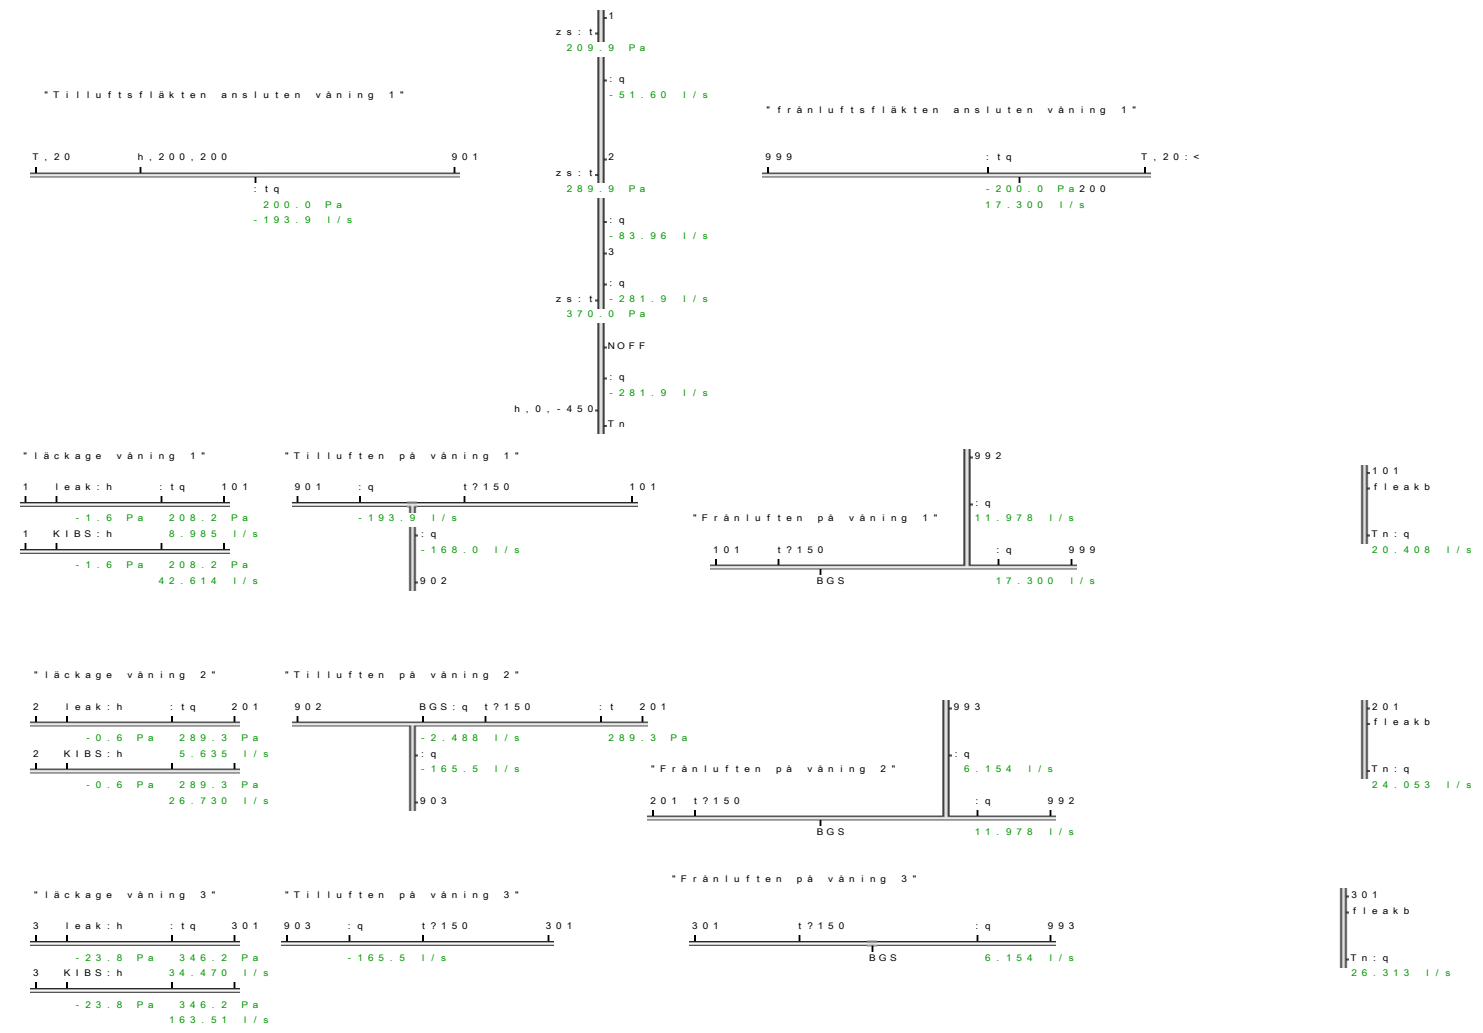 1
zs:t
209.9 Pa
:q
-51.60 l/s
"Tilluftsfläkten ansluten våning 1"
"frånluftsfläkten ansluten våning 1"
T,20 h,200,200 901
:tq
200.0 Pa
-193.9 l/s
2
zs:t
289.9 Pa
999 :tq T,20:<
-200.0 Pa200
17.300 l/s
:q
-83.96 l/s
3
:q
zs:t -281.9 l/s
370.0 Pa
NOFF
:q
-281.9 l/s
h,0,-450
Tn
"läckage våning 1"
1 leak:h :tq 101
-1.6 Pa 208.2 Pa
1 KIBS:h 8.985 l/s
-1.6 Pa 208.2 Pa
42.614 l/s
"Tilluften på våning 1"
901 :q t?150 101
-193.9 l/s
:q
-168.0 l/s
902
992
:q
"Frånluften på våning 1" 11.978 l/s
101 t?150 :q 999
BGS 17.300 l/s
101
fleakb
Tn:q
20.408 l/s
"läckage våning 2"
2 leak:h :tq 201
-0.6 Pa 289.3 Pa
2 KIBS:h 5.635 l/s
-0.6 Pa 289.3 Pa
26.730 l/s
"Tilluften på våning 2"
902 BGS:q t?150 :t 201
-2.488 l/s 289.3 Pa
:q
-165.5 l/s
903
993
:q
"Frånluften på våning 2" 6.154 l/s
201 t?150 :q 992
BGS 11.978 l/s
201
fleakb
Tn:q
24.053 l/s
"läckage våning 3"
3 leak:h :tq 301
-23.8 Pa 346.2 Pa
3 KIBS:h 34.470 l/s
-23.8 Pa 346.2 Pa
163.51 l/s
"Tilluften på våning 3"
903 :q t?150 301
-165.5 l/s
"Frånluften på våning 3"
301 t?150 :q 993
BGS 6.154 l/s
301
fleakb
Tn:q
26.313 l/s